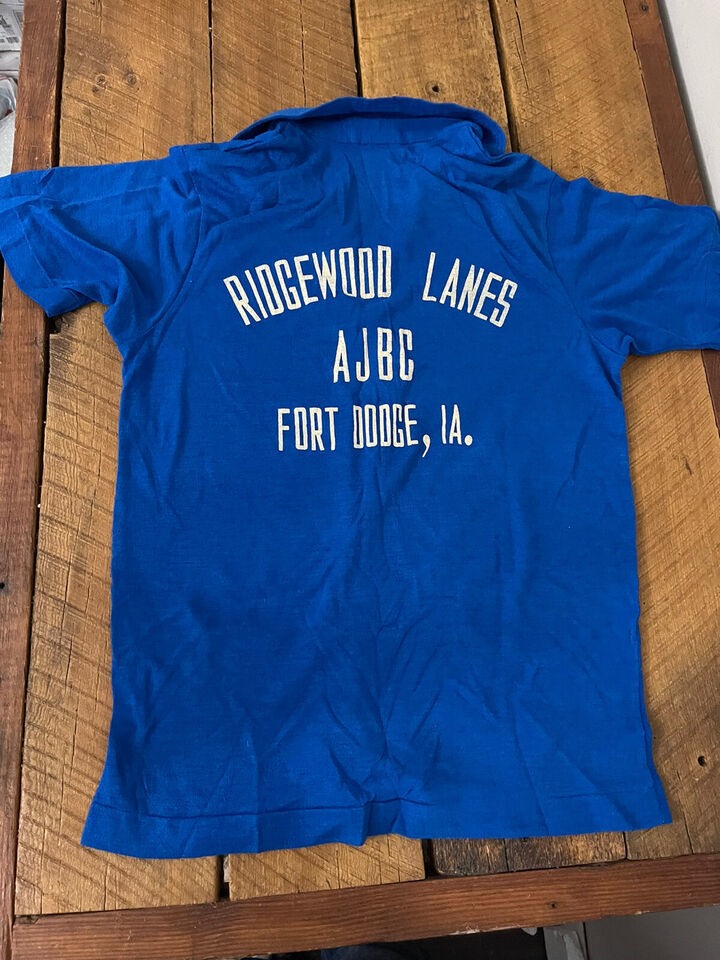 RIDGEWOOD LANES
AJBC
FORT DODGE, IA.